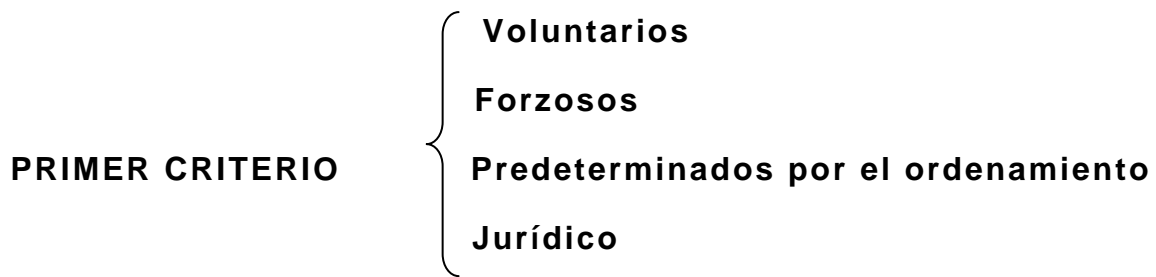 Voluntarios
Forzosos
PRIMER CRITERIO Predeterminados por el ordenamiento
Jurídico